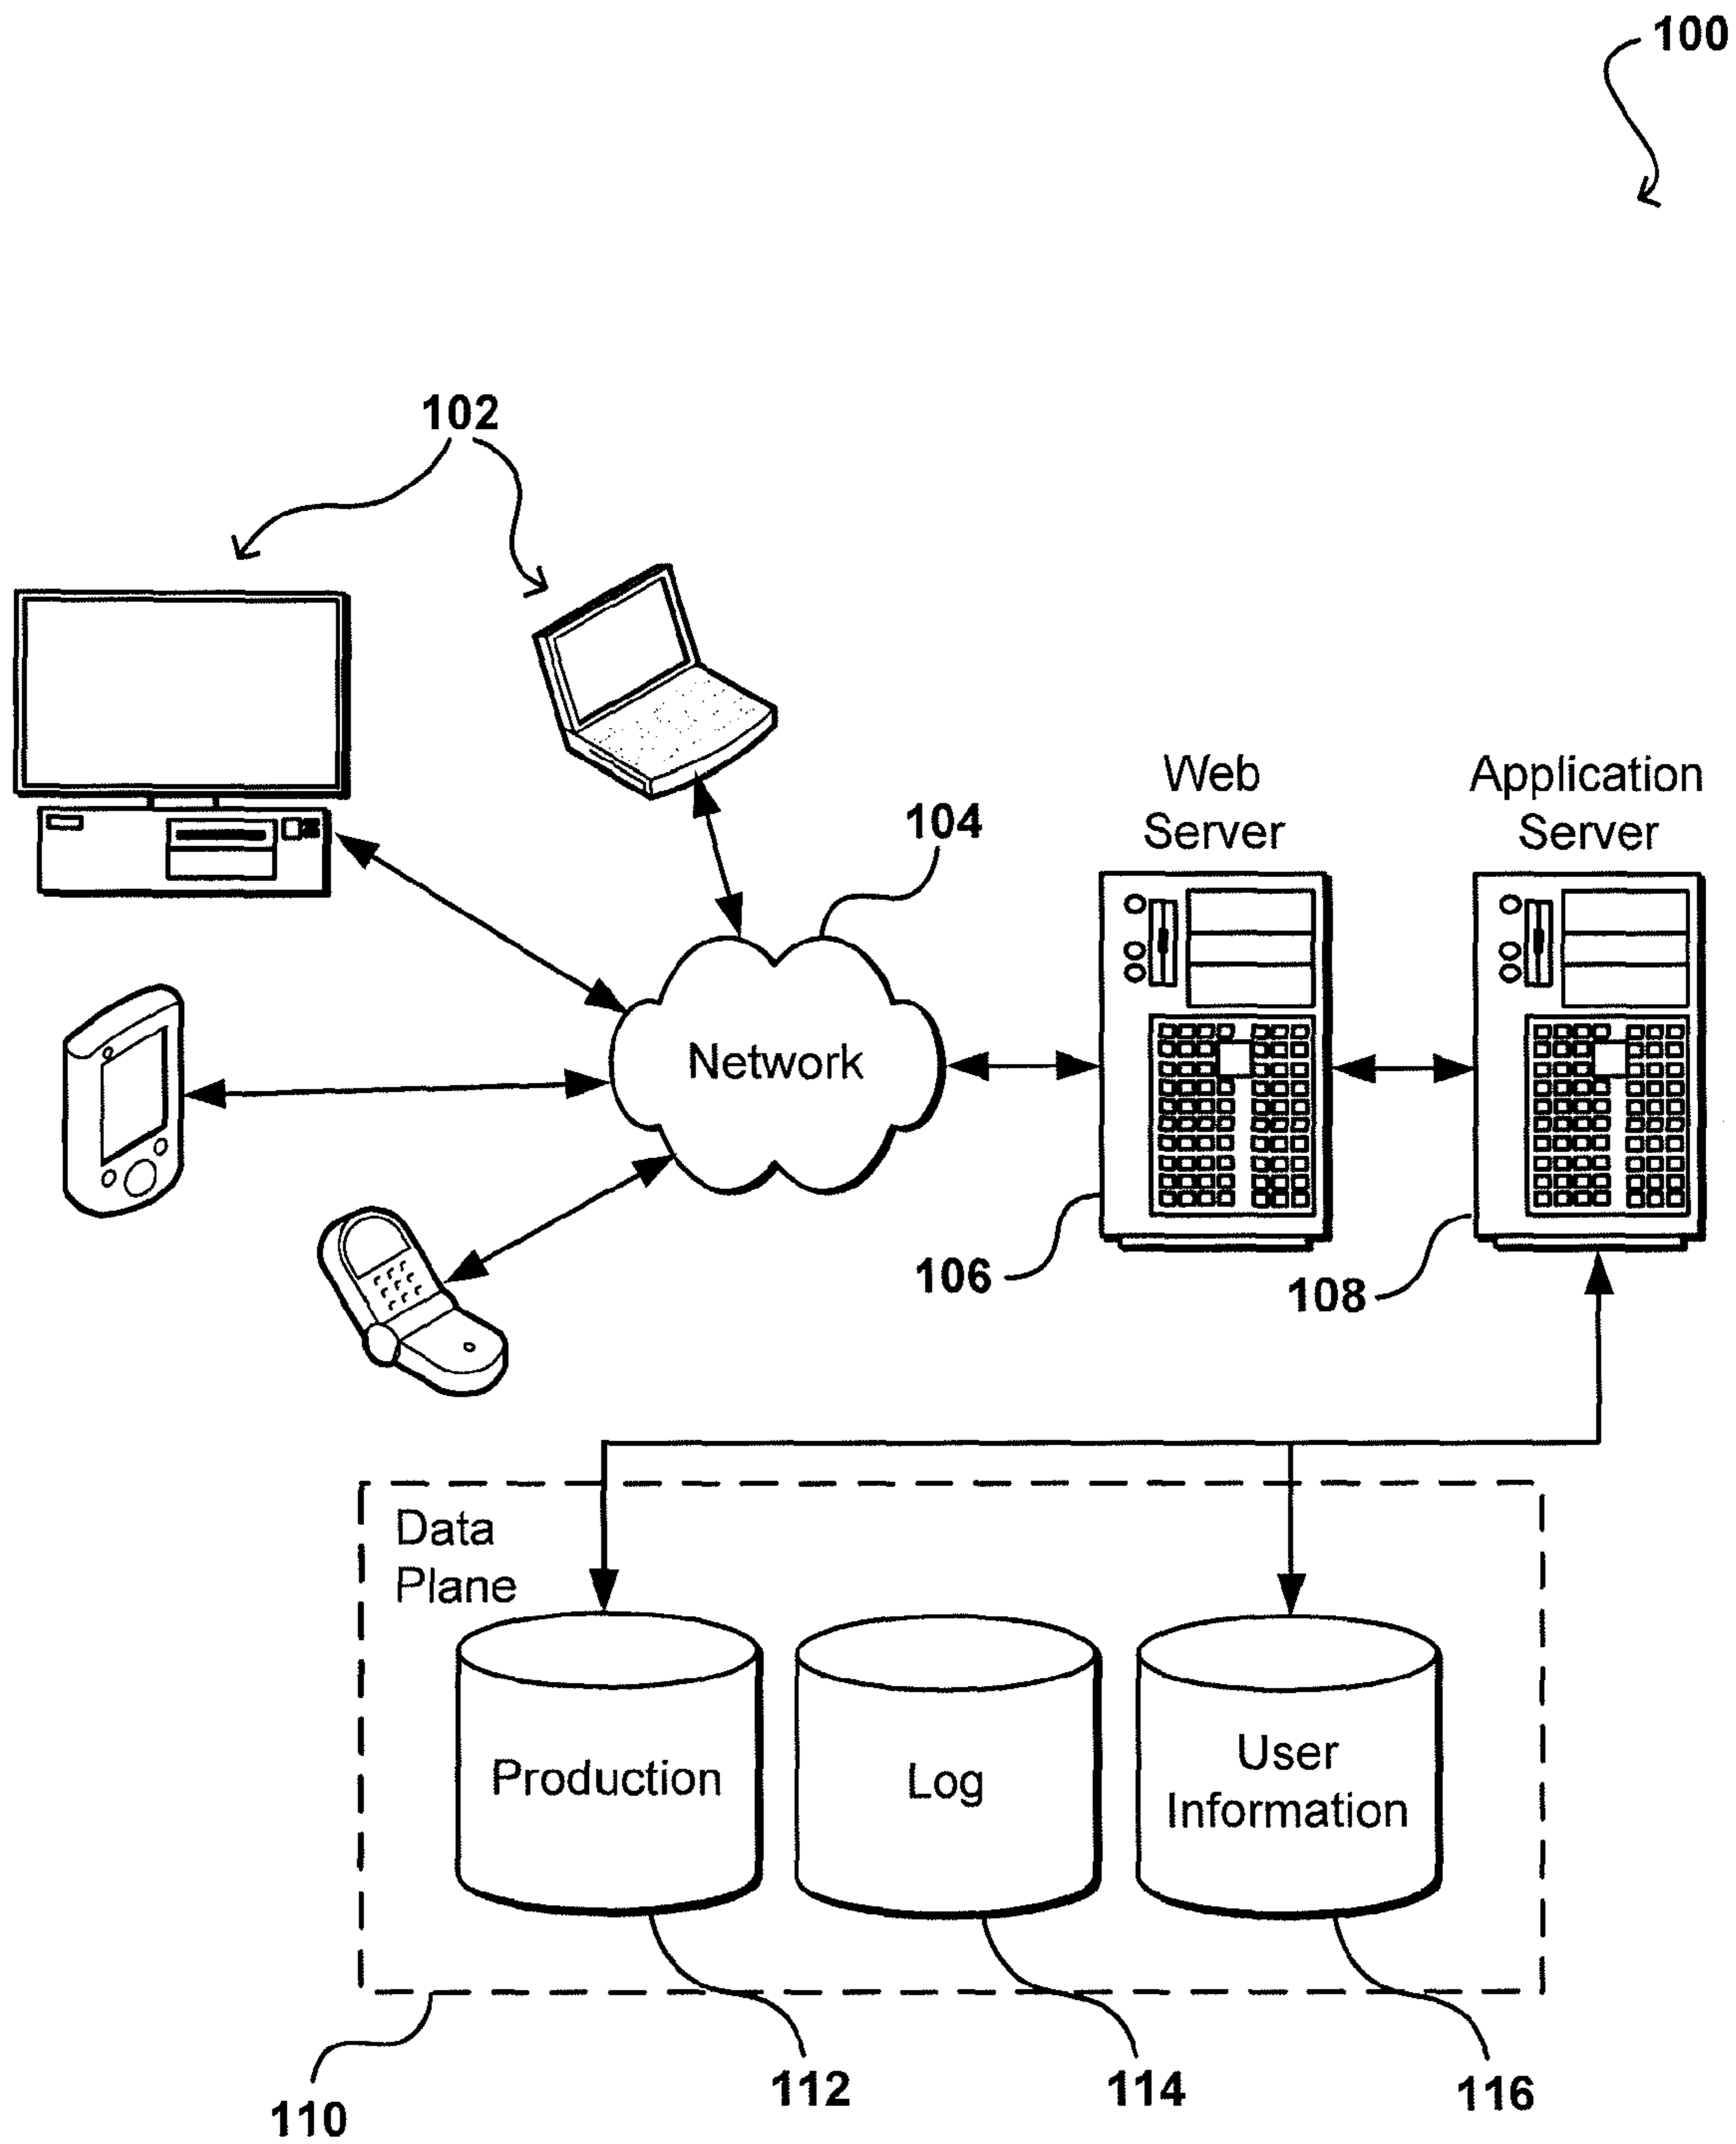 100
102
Web
Server
Application
Server
104
Network
106
108
Data
Plane
Production
Log
User
Information
112
114
116
110